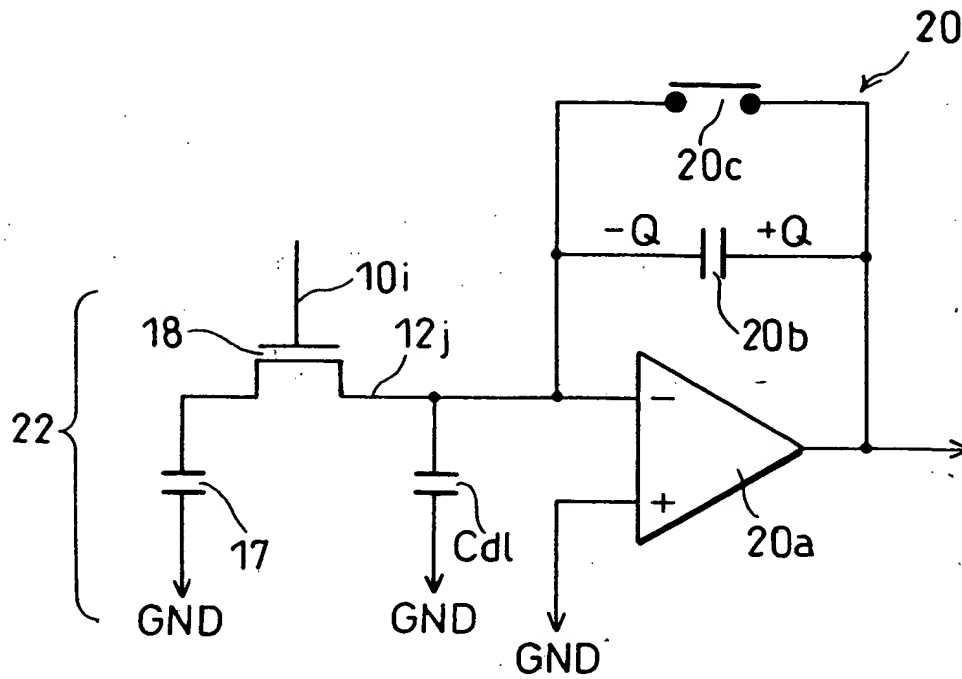 20
20c
-Q
+Q
10i
20b
18
12j
22
-
+
20a
17
Cdl
GND
GND
GND